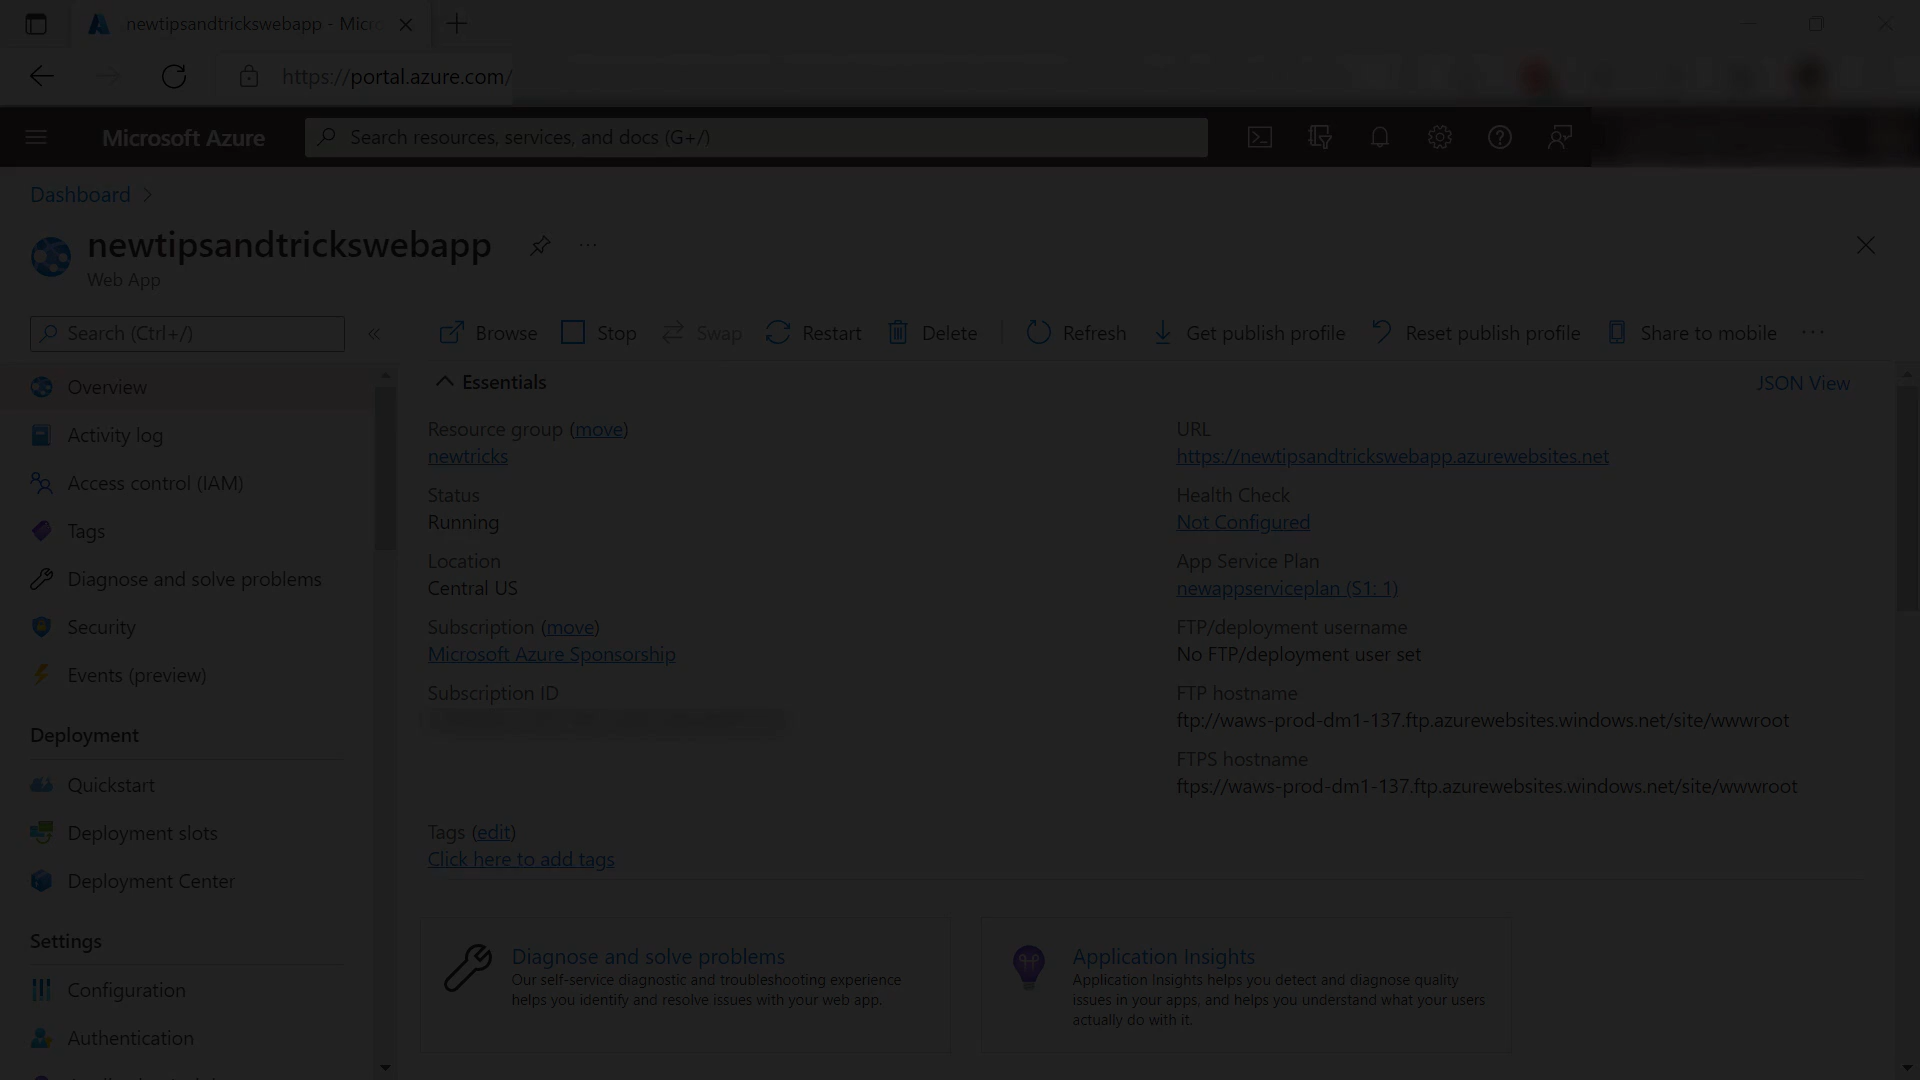 newtipsandtrickswebapp - Micr
https://portal.azure.com/
Microsoft Azure
Search resources, services, and docs (G+/)
Dashboard
newtipsandtrickswebapp
Web App
Search (Ctrl+/)
Browse
Stop
Swap
Restart
Delete
Refresh
Get publish profile
Reset publish profile
Share to mobile
Overview
Activity log
Access control (IAM)
Tags
Diagnose and solve problems
Security
Events (preview)
Deployment
Quickstart
Deployment slots
Deployment Center
Settings
Configuration
Authentication
Essentials
JSON View
Resource group (move)
newtricks
Status
Running
Location
Central US
Subscription (move)
Microsoft Azure Sponsorship
Subscription ID
URL
https://newtipsandtrickswebapp.azurewebsites.net
Health Check
Not Configured
App Service Plan
newappserviceplan (S1: 1)
FTP/deployment username
No FTP/deployment user set
FTP hostname
ftp://waws-prod-dm1-137.ftp.azurewebsites.windows.net/site/wwwroot
FTPS hostname
ftps://waws-prod-dm1-137.ftp.azurewebsites.windows.net/site/wwwroot
Tags (edit)
Click here to add tags
Diagnose and solve problems
Our self-service diagnostic and troubleshooting experience
helps you identify and resolve issues with your web app.
Application Insights
Application Insights helps you detect and diagnose quality
issues in your apps, and helps you understand what your users
actually do with it.